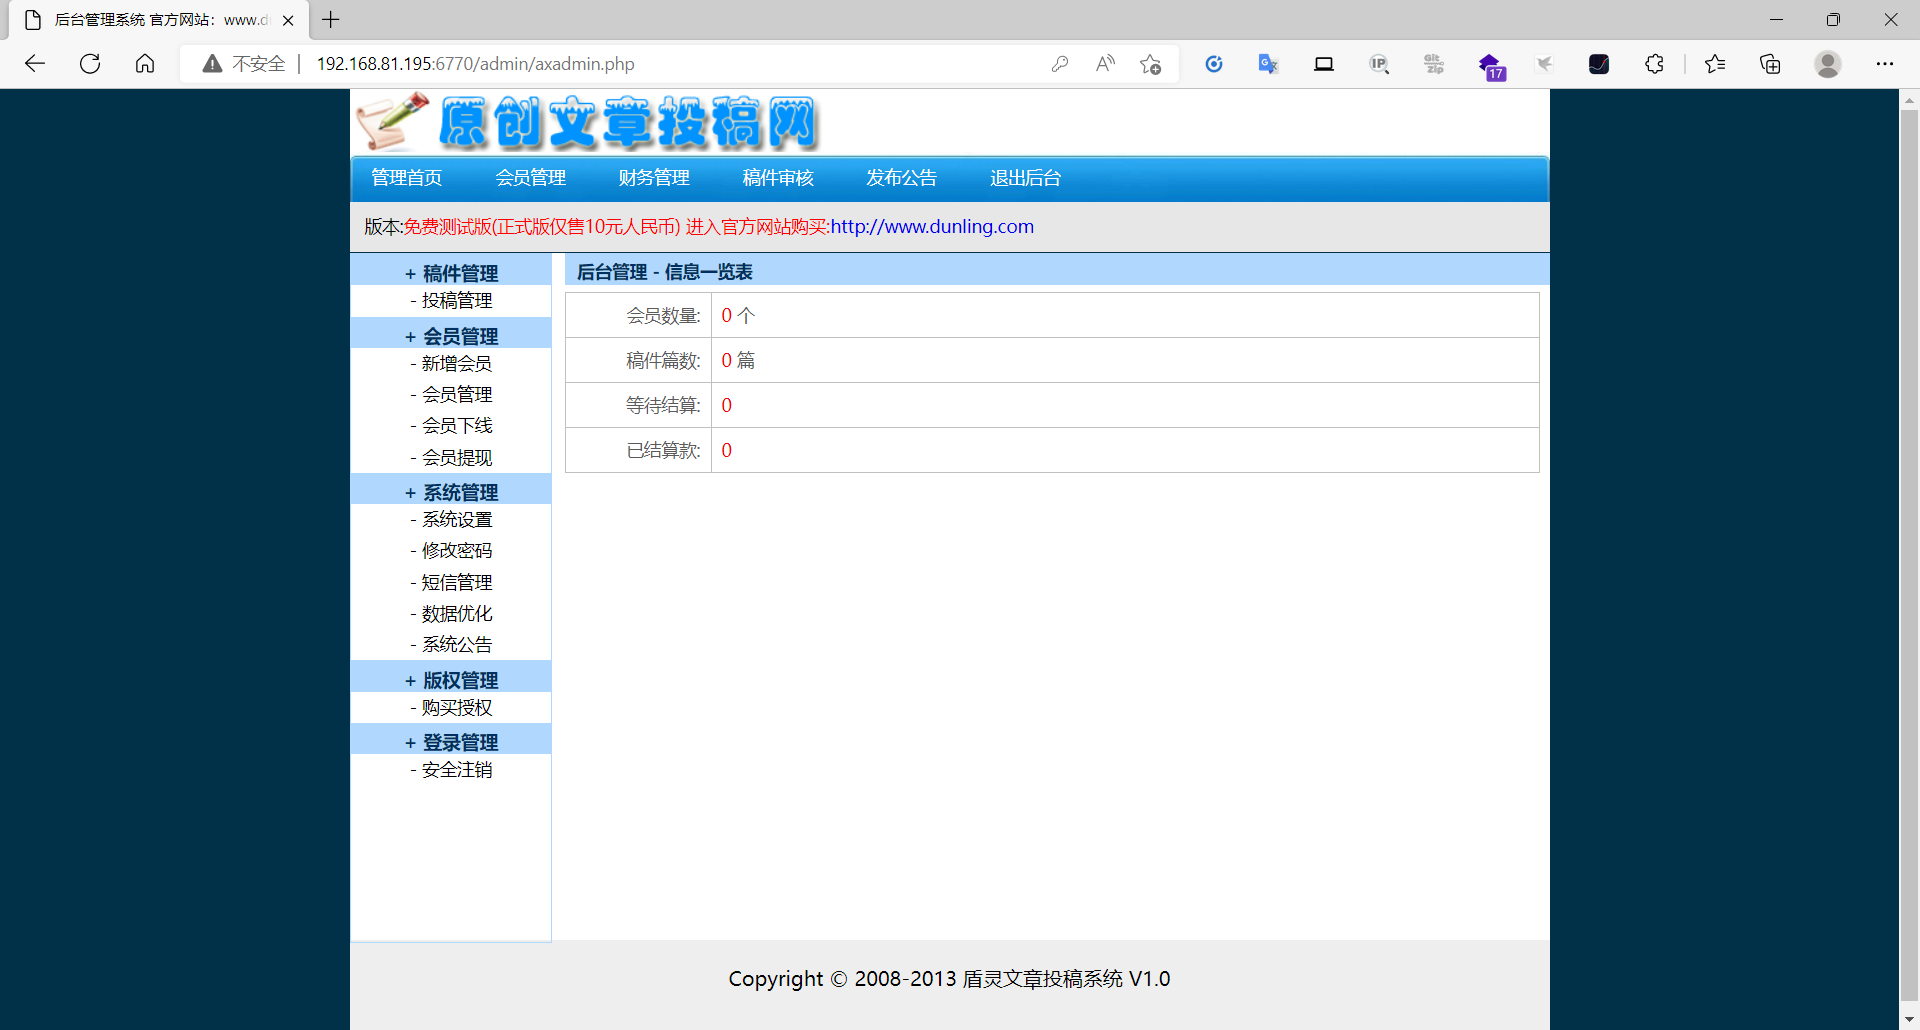 后台管理系统 官方网站：www.d
不安全 192.168.81.195:6770/admin/axadmin.php
IP
Git
zip
17
原创文章投稿网
管理首页 会员管理 财务管理 稿件审核 发布公告 退出后台
版本:免费测试版(正式版仅售10元人民币) 进入官方网站购买:http://www.dunling.com
+ 稿件管理
- 投稿管理
+ 会员管理
- 新增会员
- 会员管理
- 会员下线
- 会员提现
+ 系统管理
- 系统设置
- 修改密码
- 短信管理
- 数据优化
- 系统公告
+ 版权管理
- 购买授权
+ 登录管理
- 安全注销
后台管理 - 信息一览表
会员数量: 0 个
稿件篇数: 0 篇
等待结算: 0
已结算款: 0
Copyright © 2008-2013 盾灵文章投稿系统 V1.0